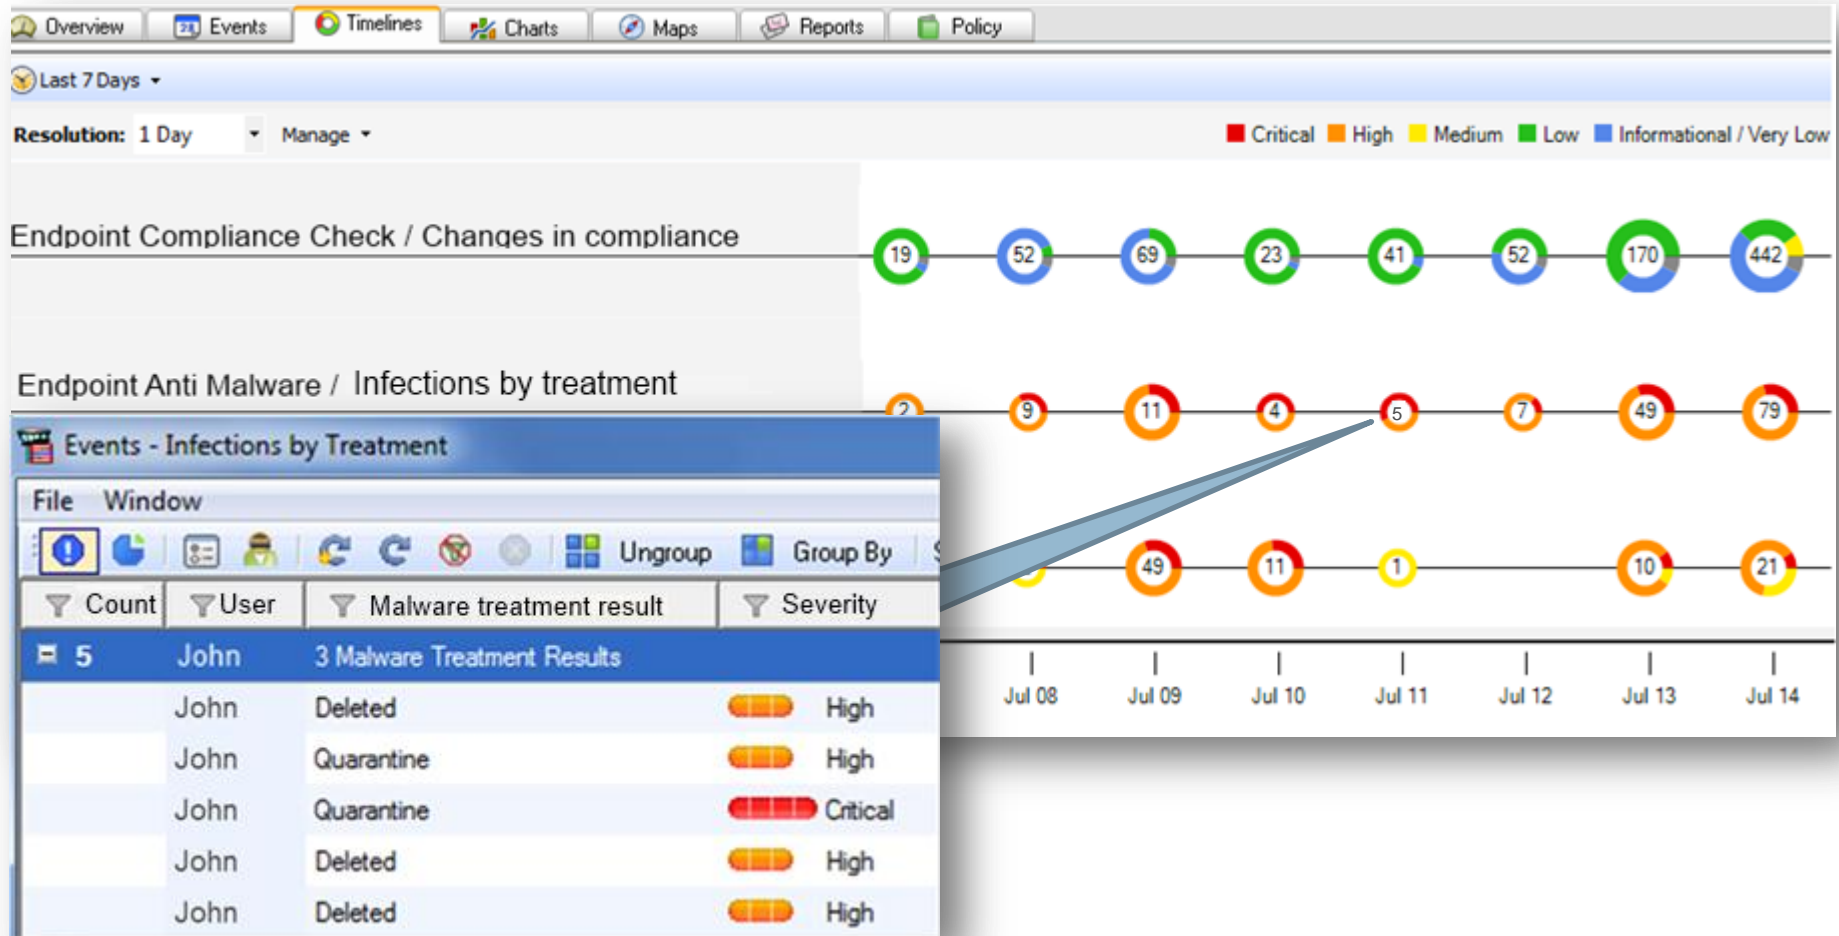 Overview Events Timelines Charts Maps Reports Policy
Last 7 Days
Resolution: 1 Day Manage Critical High Medium Low Informational / Very Low
Endpoint Compliance Check / Changes in compliance
19 52 69 23 41 52 170 442
Endpoint Anti Malware / Infections by treatment
2 9 11 4 5 7 49 79
Events - Infections by Treatment
File Window
Ungroup Group By
49 11 1 10 21
Count User Malware treatment result Severity
5 John 3 Malware Treatment Results
Jul 08 Jul 09 Jul 10 Jul 11 Jul 12 Jul 13 Jul 14
John Deleted High
John Quarantine High
John Quarantine Critical
John Deleted High
John Deleted High